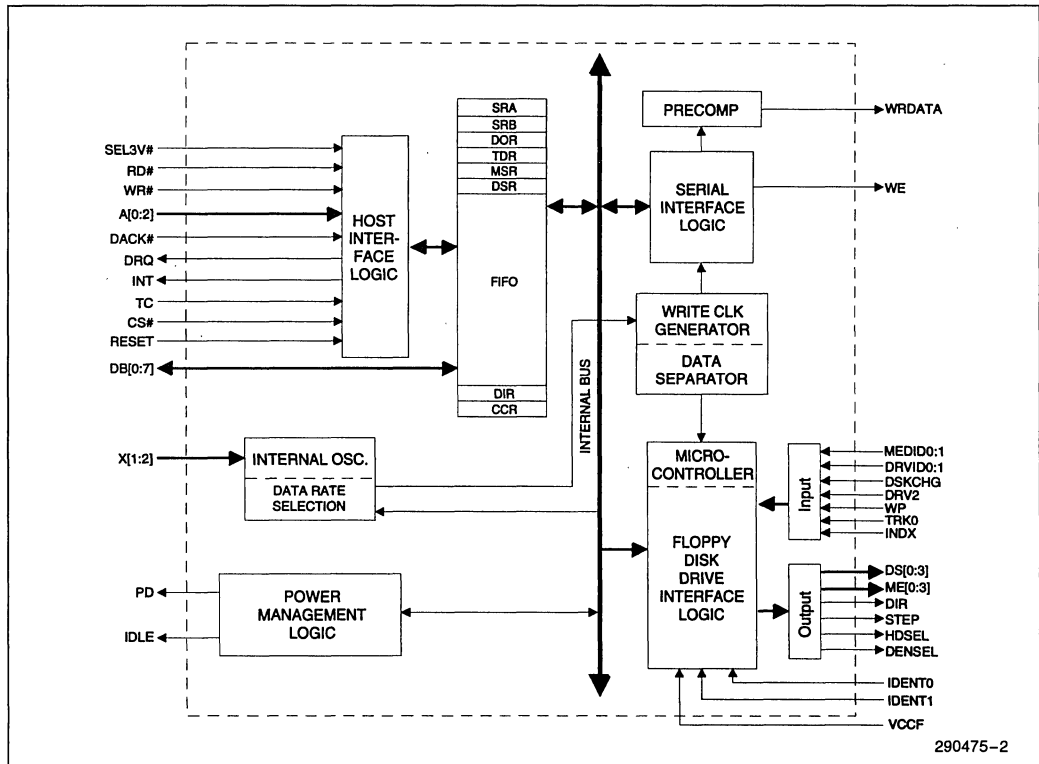 SEL3V#
RD#
WR#
A[0:2]
DACK#
DRQ
INT
TC
CS#
RESET
DB[0:7]
X[1:2]
PD
IDLE
HOST
INTER-
FACE
LOGIC
SRA
SRB
DOR
TDR
MSR
DSR
FIFO
DIR
CCR
INTERNAL OSC.
DATA RATE
SELECTION
POWER
MANAGEMENT
LOGIC
INTERNAL BUS
PRECOMP
SERIAL
INTERFACE
LOGIC
WRITE CLK
GENERATOR
DATA
SEPARATOR
MICRO-
CONTROLLER
FLOPPY
DISK
DRIVE
INTERFACE
LOGIC
Input
Output
WRDATA
WE
MEDID0:1
DRVID0:1
DSKCHG
DRV2
WP
TRK0
INDX
DS[0:3]
ME[0:3]
DIR
STEP
HDSEL
DENSEL
IDENT0
IDENT1
VCCF
290475-2